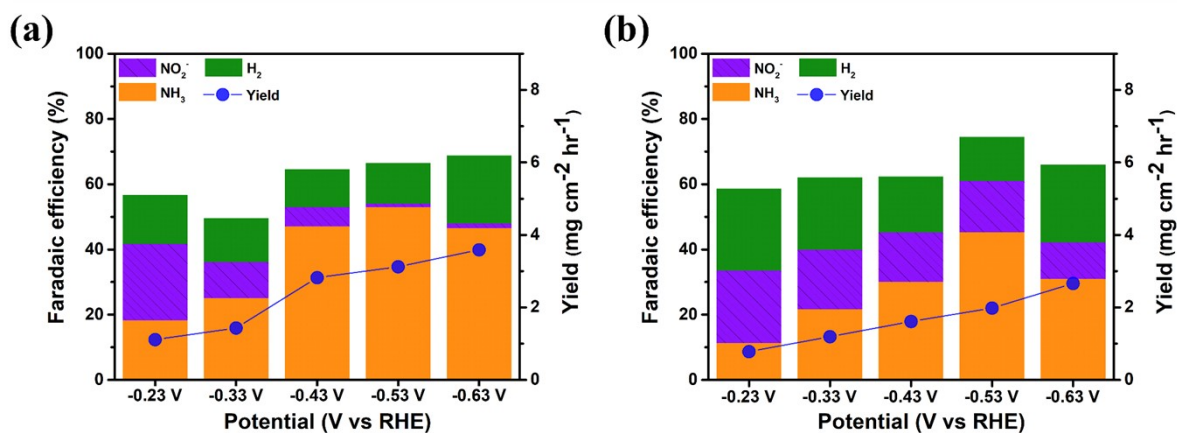 (a)
NO₂⁻ H₂
NH₃ Yield
Faradaic efficiency (%)
100
80
60
40
20
0
8
6
4
2
0
Yield (mg cm⁻² hr⁻¹)
-0.23 V -0.33 V -0.43 V -0.53 V -0.63 V
Potential (V vs RHE)
(b)
NO₂⁻ H₂
NH₃ Yield
Faradaic efficiency (%)
100
80
60
40
20
0
8
6
4
2
0
Yield (mg cm⁻² hr⁻¹)
-0.23 V -0.33 V -0.43 V -0.53 V -0.63 V
Potential (V vs RHE)